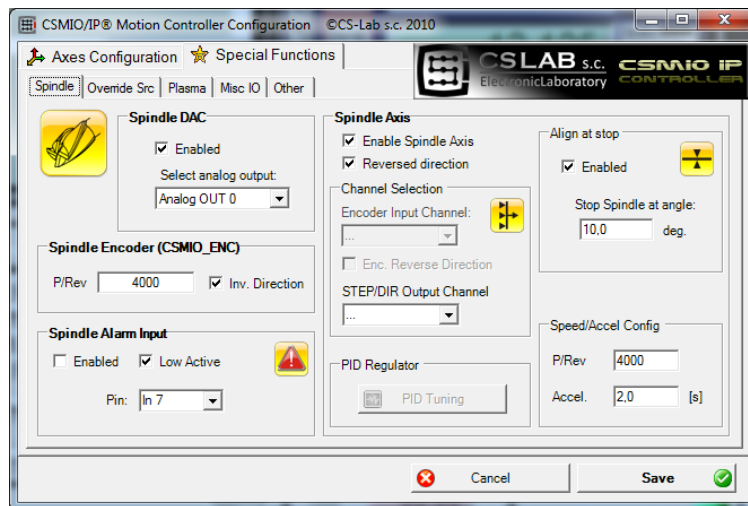 CSMIO/IP® Motion Controller Configuration ©CS-Lab s.c. 2010
Axes Configuration Special Functions
CSLAB s.c.
ElectronicLaboratory
CSMIO IP
CONTROLLER
Spindle Override Src Plasma Misc IO Other
Spindle DAC
Enabled
Select analog output:
Analog OUT 0
Spindle Encoder (CSMIO_ENC)
P/Rev 4000 Inv. Direction
Spindle Alarm Input
Enabled Low Active
Pin: In 7
Spindle Axis
Enable Spindle Axis
Reversed direction
Channel Selection
Encoder Input Channel:
...
Enc. Reverse Direction
STEP/DIR Output Channel
...
PID Regulator
PID Tuning
Align at stop
Enabled
Stop Spindle at angle:
10,0 deg.
Speed/Accel Config
P/Rev 4000
Accel. 2,0 [s]
Cancel Save